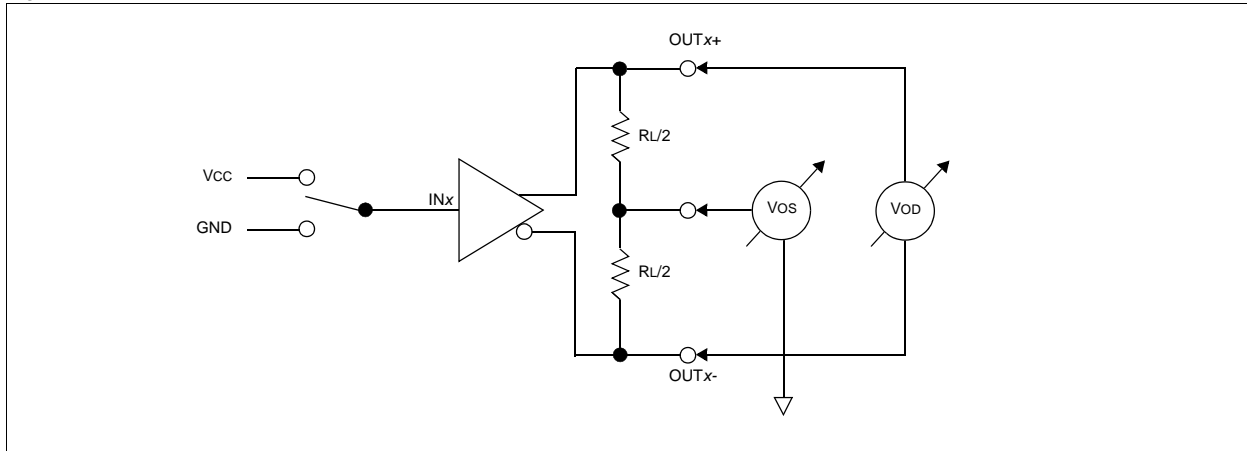 OUTx+
RL/2
VCC
INx
VOS
VOD
GND
RL/2
OUTx-